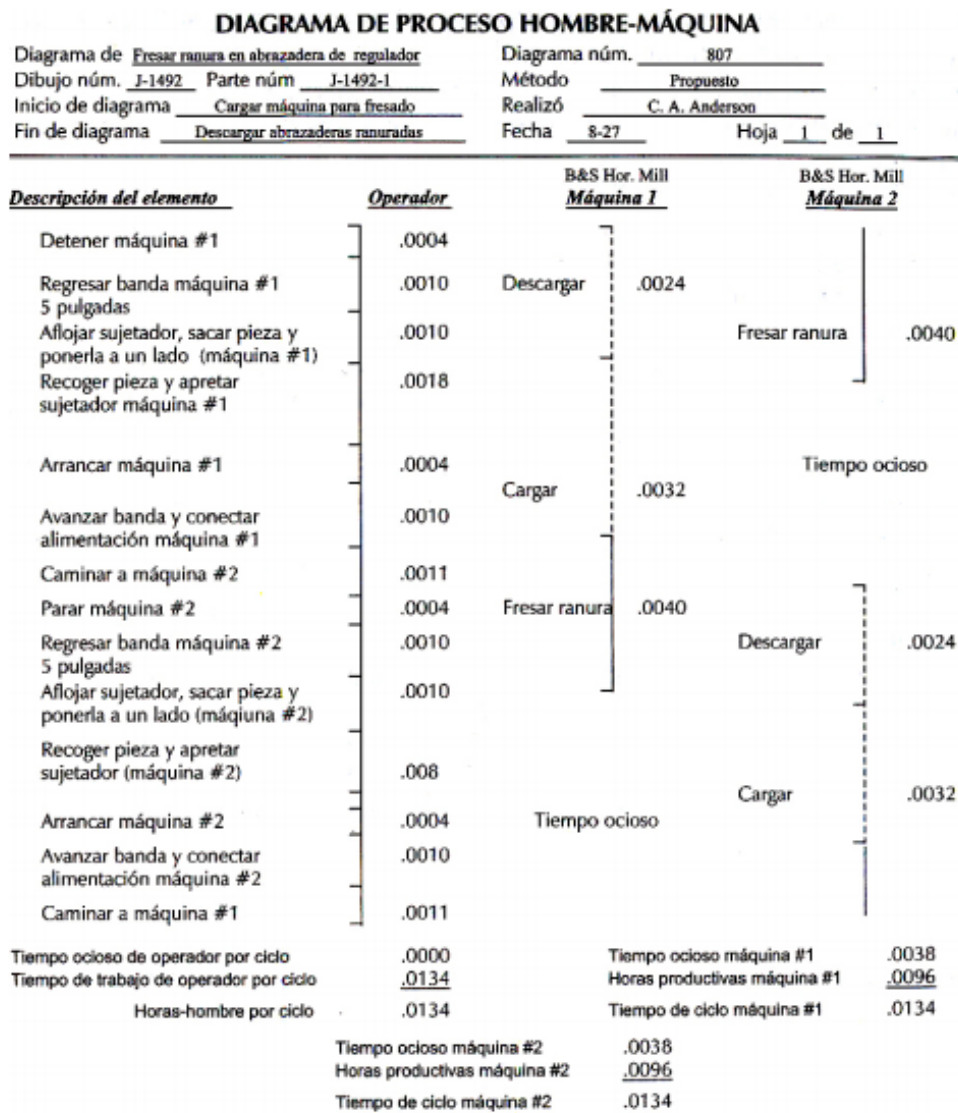 DIAGRAMA DE PROCESO HOMBRE-MÁQUINA
Diagrama de Fresar ranura en abrazadera de regulador Diagrama núm. 807
Dibujo núm. J-1492 Parte núm J-1492-1 Método Propuesto
Inicio de diagrama Cargar máquina para fresado Realizó C. A. Anderson
Fin de diagrama Descargar abrazaderas ranuradas Fecha 8-27 Hoja 1 de 1
B&S Hor. Mill B&S Hor. Mill
Descripción del elemento Operador Máquina 1 Máquina 2
Detener máquina #1 .0004
Regresar banda máquina #1 .0010 Descargar .0024
5 pulgadas
Aflojar sujetador, sacar pieza y .0010 Fresar ranura .0040
ponerla a un lado (máquina #1)
Recoger pieza y apretar .0018
sujetador máquina #1
Arrancar máquina #1 .0004 Tiempo ocioso
Cargar .0032
Avanzar banda y conectar .0010
alimentación máquina #1
Caminar a máquina #2 .0011
Parar máquina #2 .0004 Fresar ranura .0040
Regresar banda máquina #2 .0010 Descargar .0024
5 pulgadas
Aflojar sujetador, sacar pieza y .0010
ponerla a un lado (máqiuna #2)
Recoger pieza y apretar
sujetador (máquina #2) .008
Cargar .0032
Arrancar máquina #2 .0004 Tiempo ocioso
Avanzar banda y conectar .0010
alimentación máquina #2
Caminar a máquina #1 .0011
Tiempo ocioso de operador por ciclo .0000 Tiempo ocioso máquina #1 .0038
Tiempo de trabajo de operador por ciclo .0134 Horas productivas máquina #1 .0096
Horas-hombre por ciclo .0134 Tiempo de ciclo máquina #1 .0134
Tiempo ocioso máquina #2 .0038
Horas productivas máquina #2 .0096
Tiempo de ciclo máquina #2 .0134